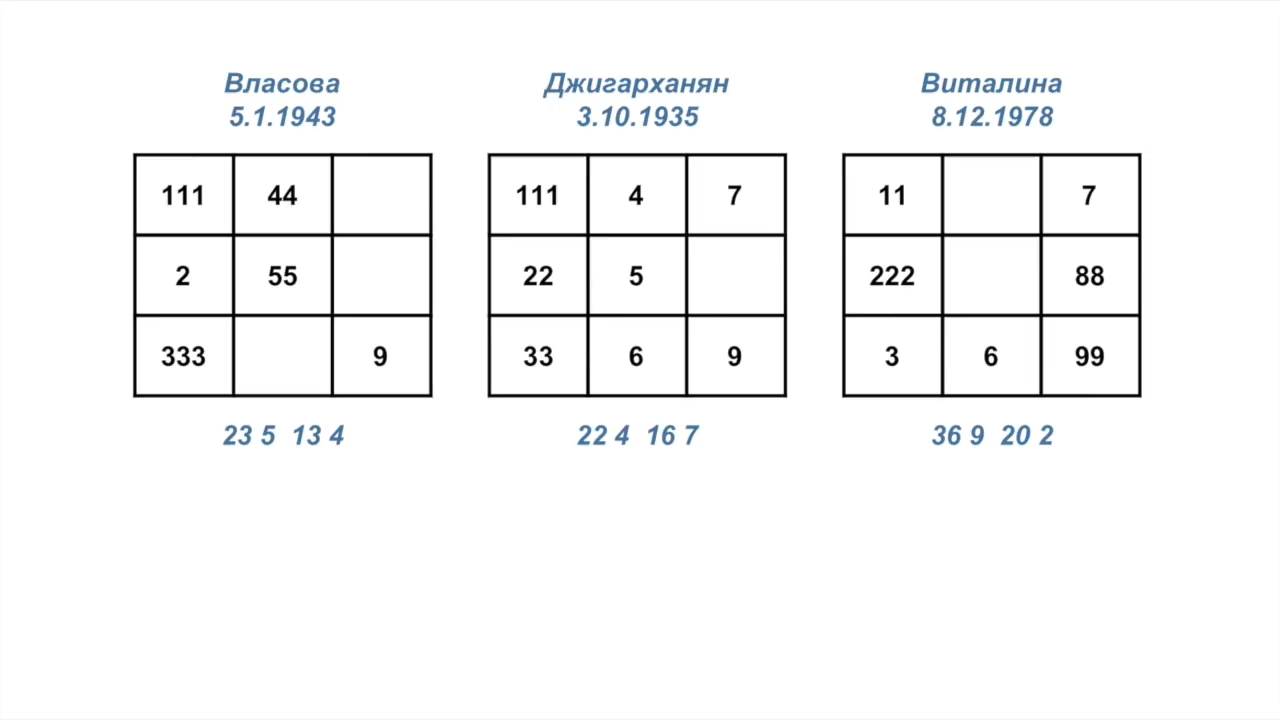 Власова
5.1.1943
111 44
2 55
333 9
23 5 13 4
Джигарханян
3.10.1935
111 4 7
22 5
33 6 9
22 4 16 7
Виталина
8.12.1978
11 7
222 88
3 6 99
36 9 20 2